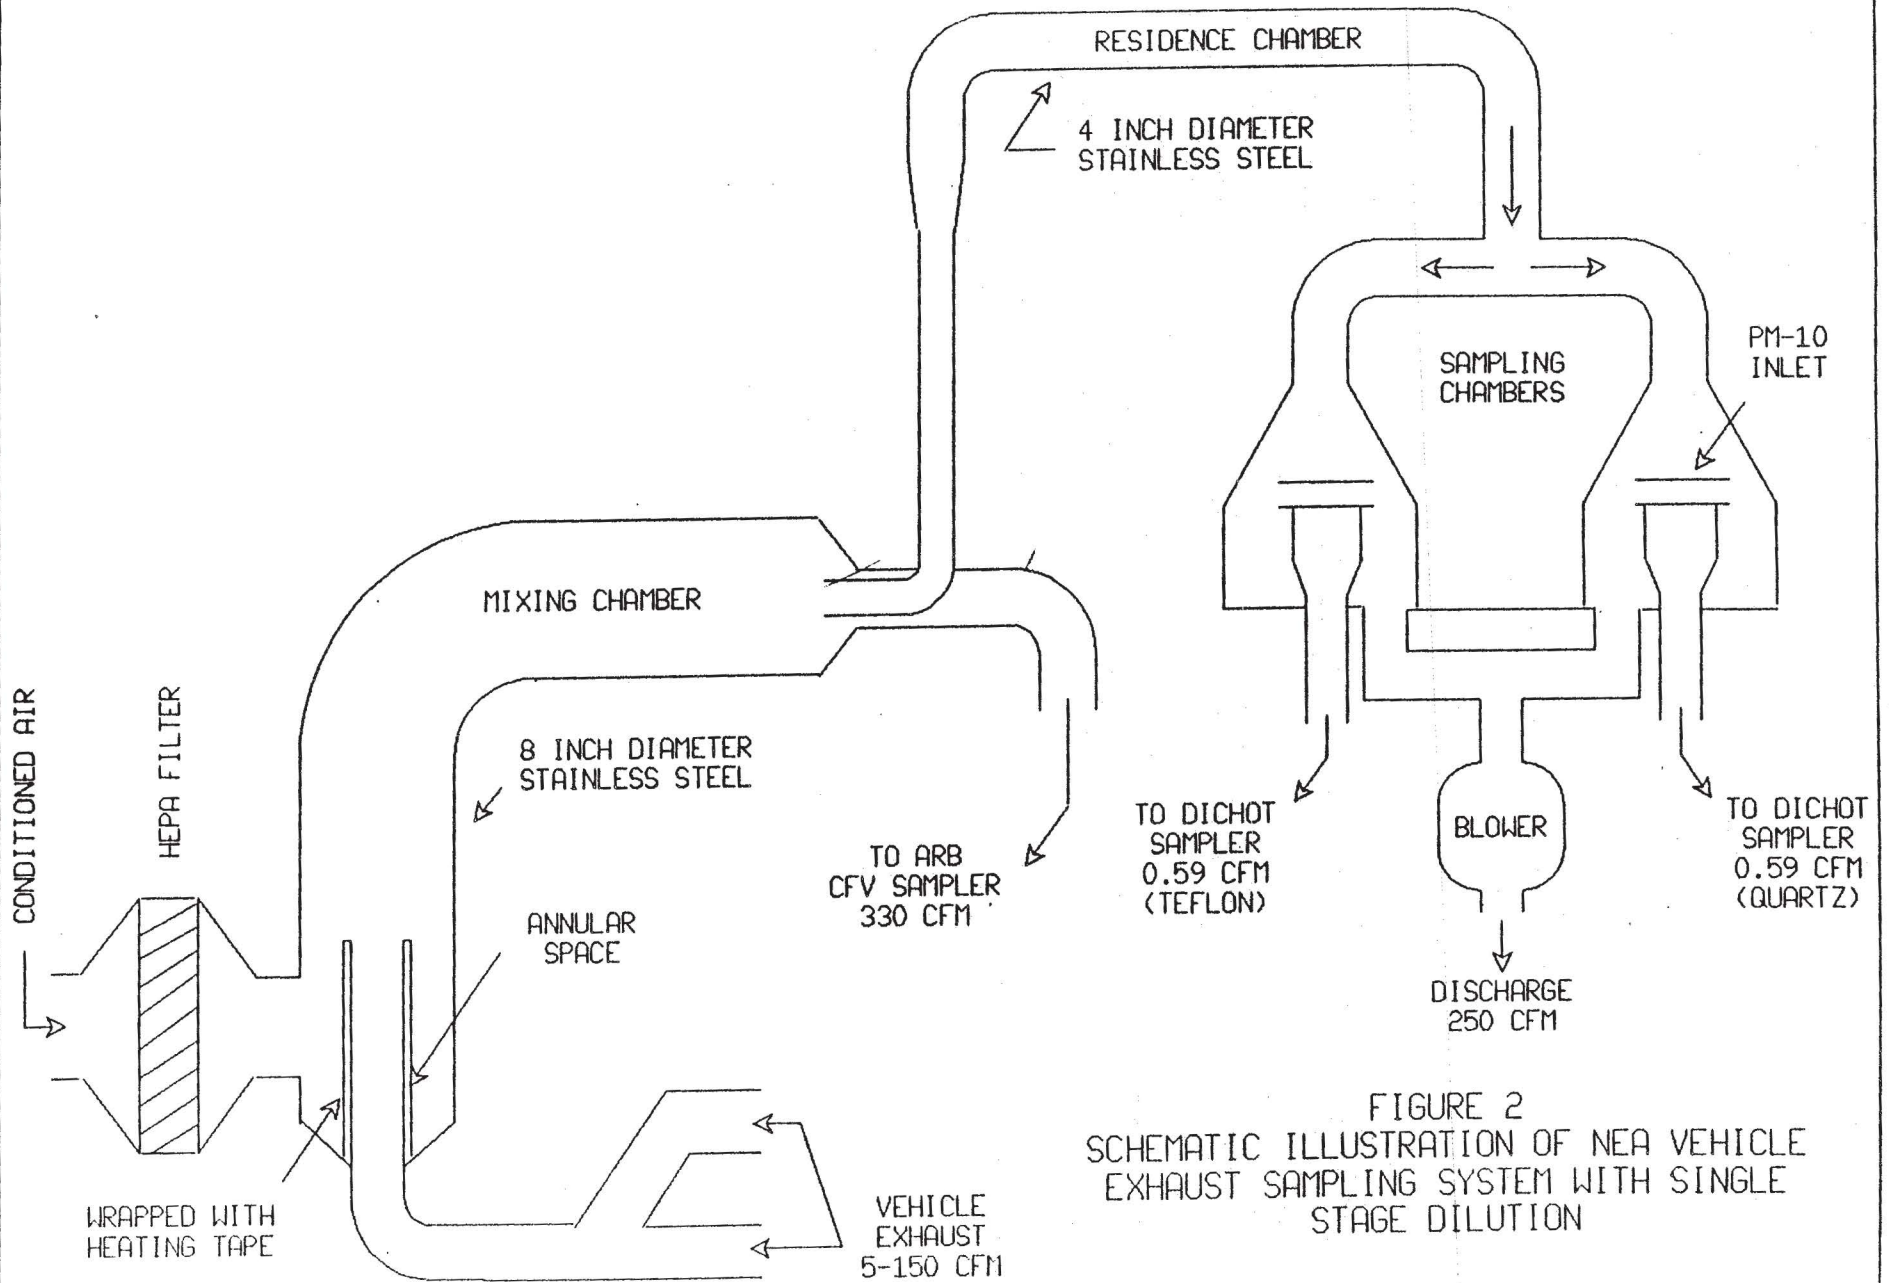 RESIDENCE CHAMBER
4 INCH DIAMETER
STAINLESS STEEL
PM-10
INLET
SAMPLING
CHAMBERS
MIXING CHAMBER
CONDITIONED AIR
HEPA FILTER
8 INCH DIAMETER
STAINLESS STEEL
TO ARB
CFV SAMPLER
330 CFM
TO DICHOT
SAMPLER
0.59 CFM
(TEFLON)
BLOWER
TO DICHOT
SAMPLER
0.59 CFM
(QUARTZ)
ANNULAR
SPACE
DISCHARGE
250 CFM
WRAPPED WITH
HEATING TAPE
VEHICLE
EXHAUST
5-150 CFM
FIGURE 2
SCHEMATIC ILLUSTRATION OF NEA VEHICLE
EXHAUST SAMPLING SYSTEM WITH SINGLE
STAGE DILUTION